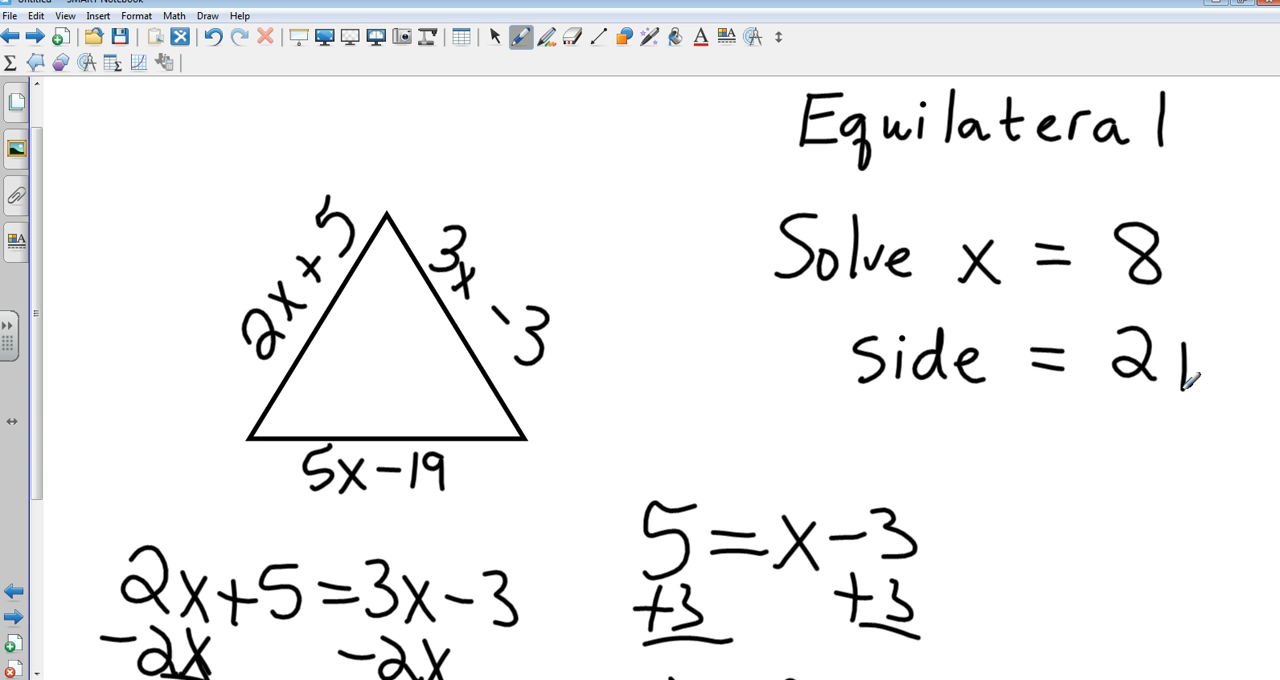 File Edit View Insert Format Math Draw Help
Equilateral
2x + 5
3x - 3
Solve x = 8
side = 21
5x - 19
5 = x - 3
+3 +3
2x + 5 = 3x - 3
-2x -2x